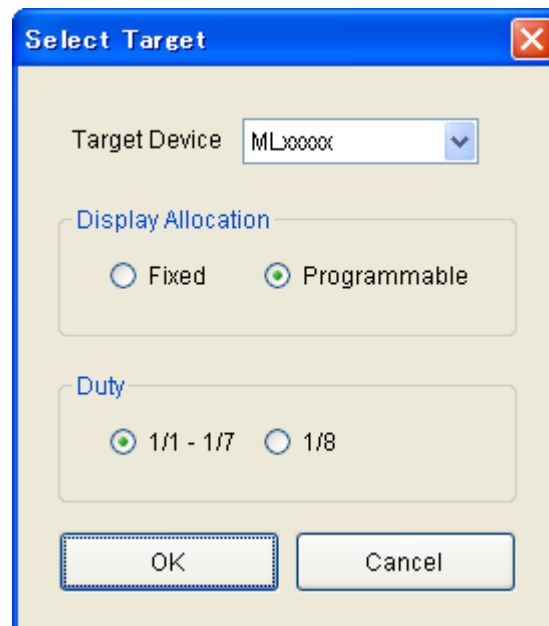 Select Target
Target Device MLxxxxx
Display Allocation
Fixed Programmable
Duty
1/1 - 1/7 1/8
OK Cancel